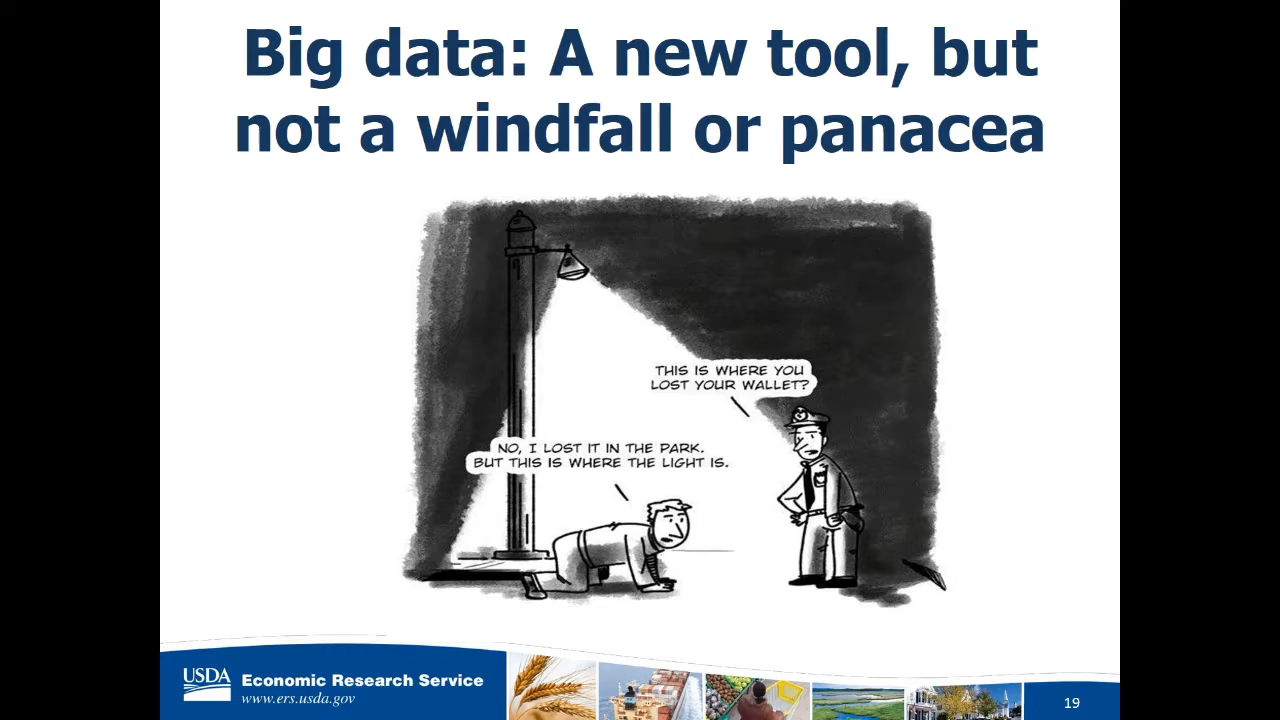 Big data: A new tool, but
not a windfall or panacea
THIS IS WHERE YOU
LOST YOUR WALLET?
NO, I LOST IT IN THE PARK.
BUT THIS IS WHERE THE LIGHT IS.
USDA
Economic Research Service
www.ers.usda.gov
19